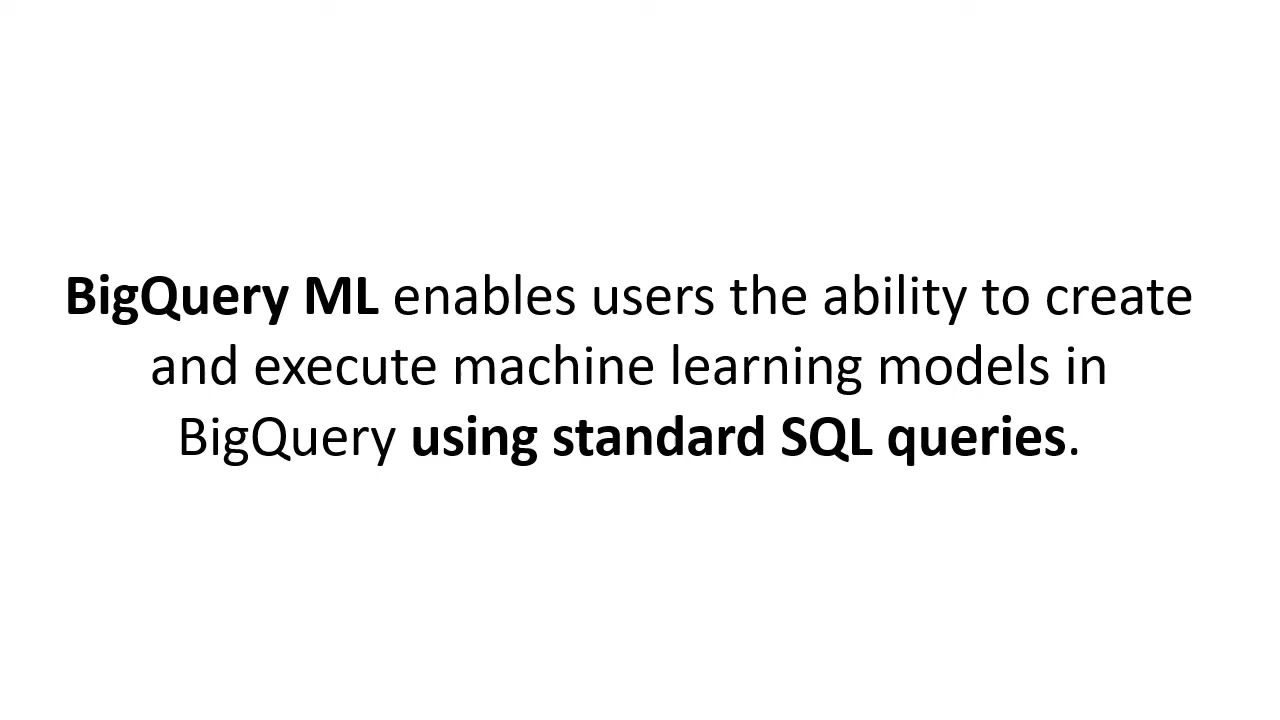 BigQuery ML enables users the ability to create
and execute machine learning models in
BigQuery using standard SQL queries.